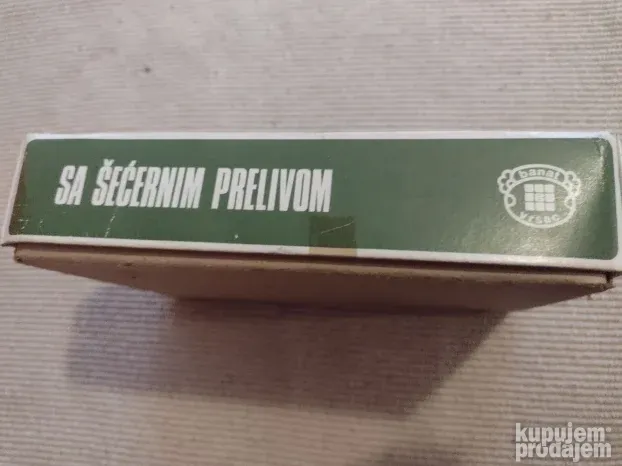 SA ŠEĆERNIM PRELIVOM
banat
vršac
kupujem
prodajem